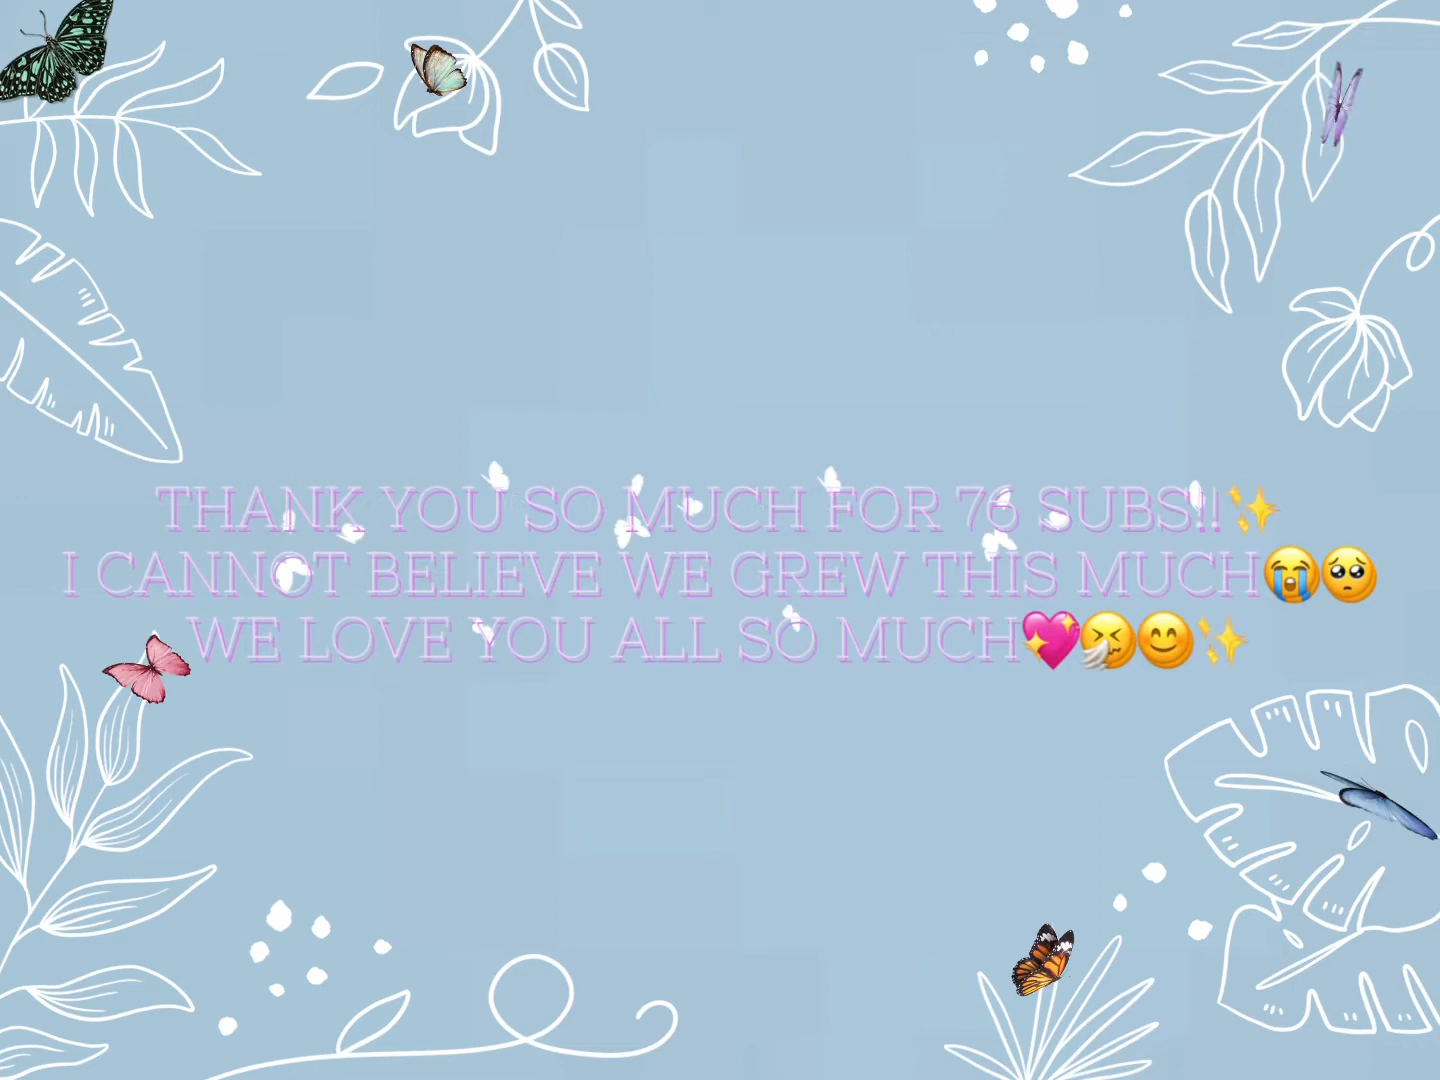 THANK YOU SO MUCH FOR 76 SUBS!!✨
I CANNOT BELIEVE WE GREW THIS MUCH😭🥺
WE LOVE YOU ALL SO MUCH💖🤧😊✨